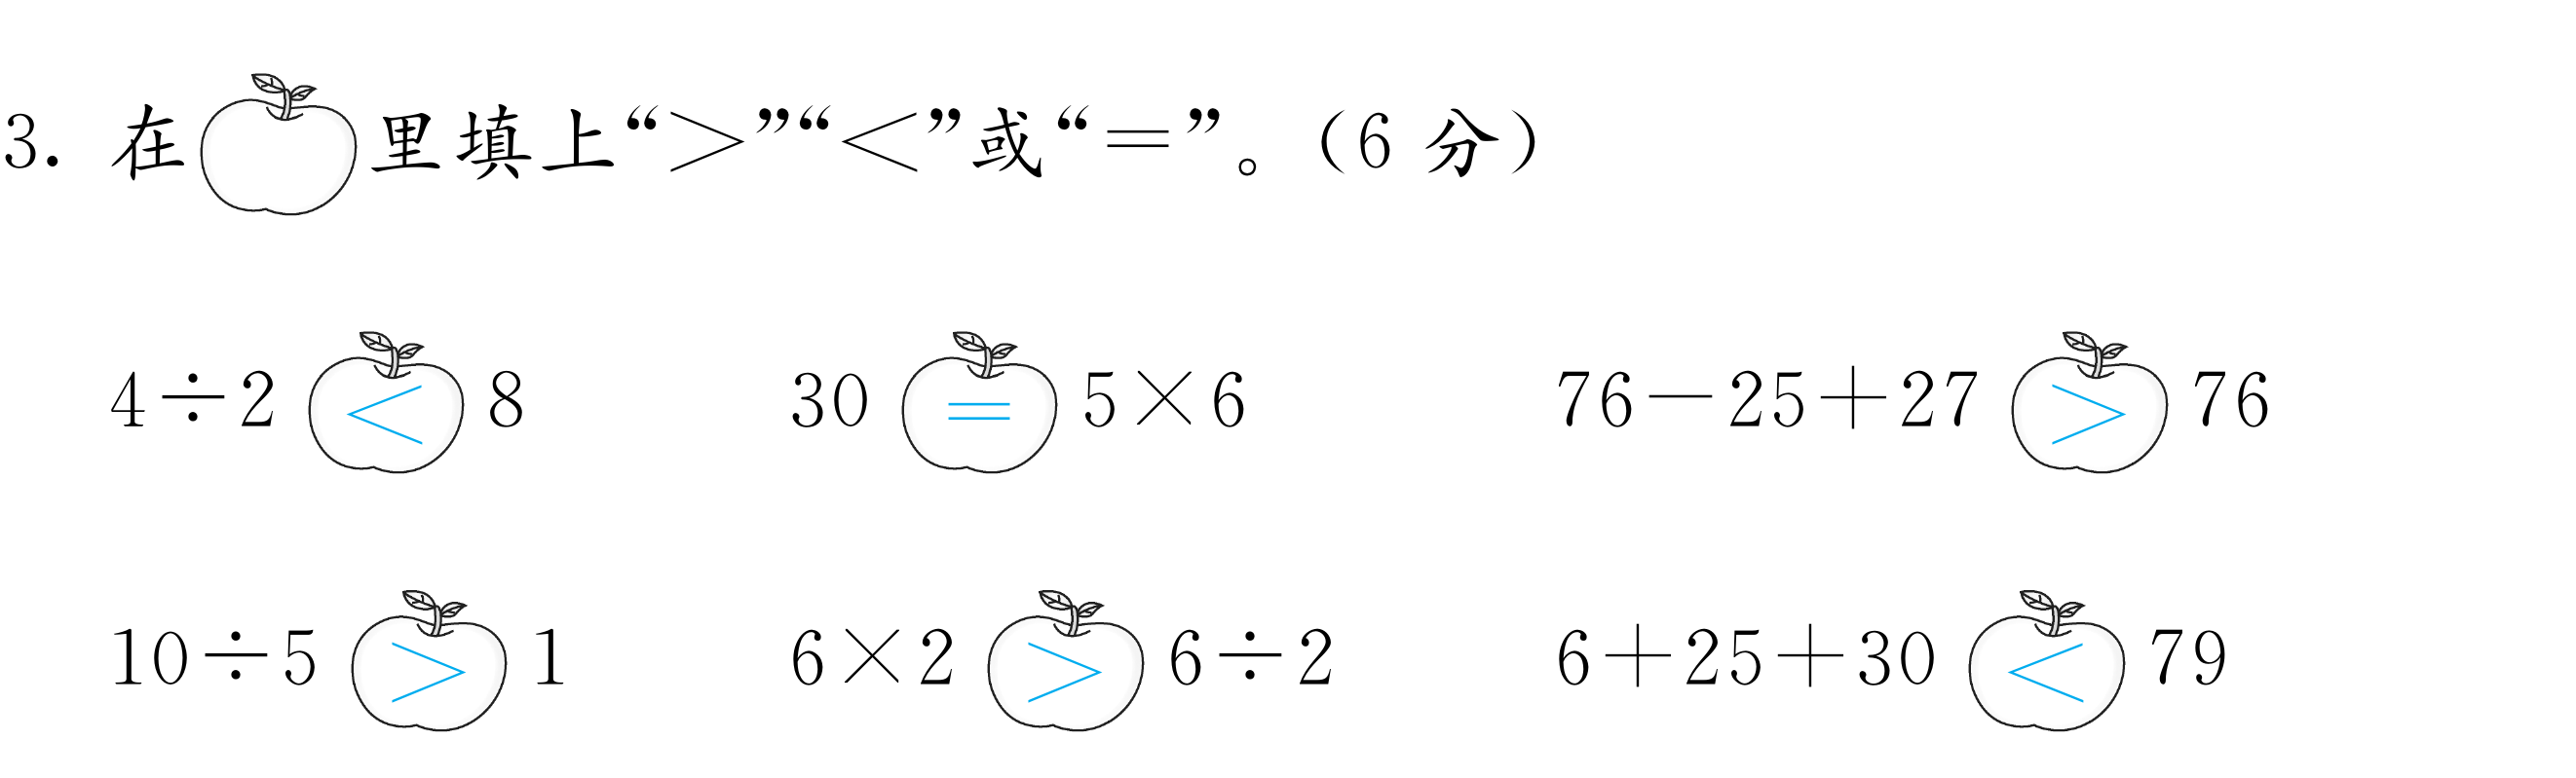 3. 在里填上“>”“<”或“=”。(6 分)
4÷2 < 8 30 = 5×6 76-25+27 > 76
10÷5 > 1 6×2 > 6÷2 6+25+30 < 79